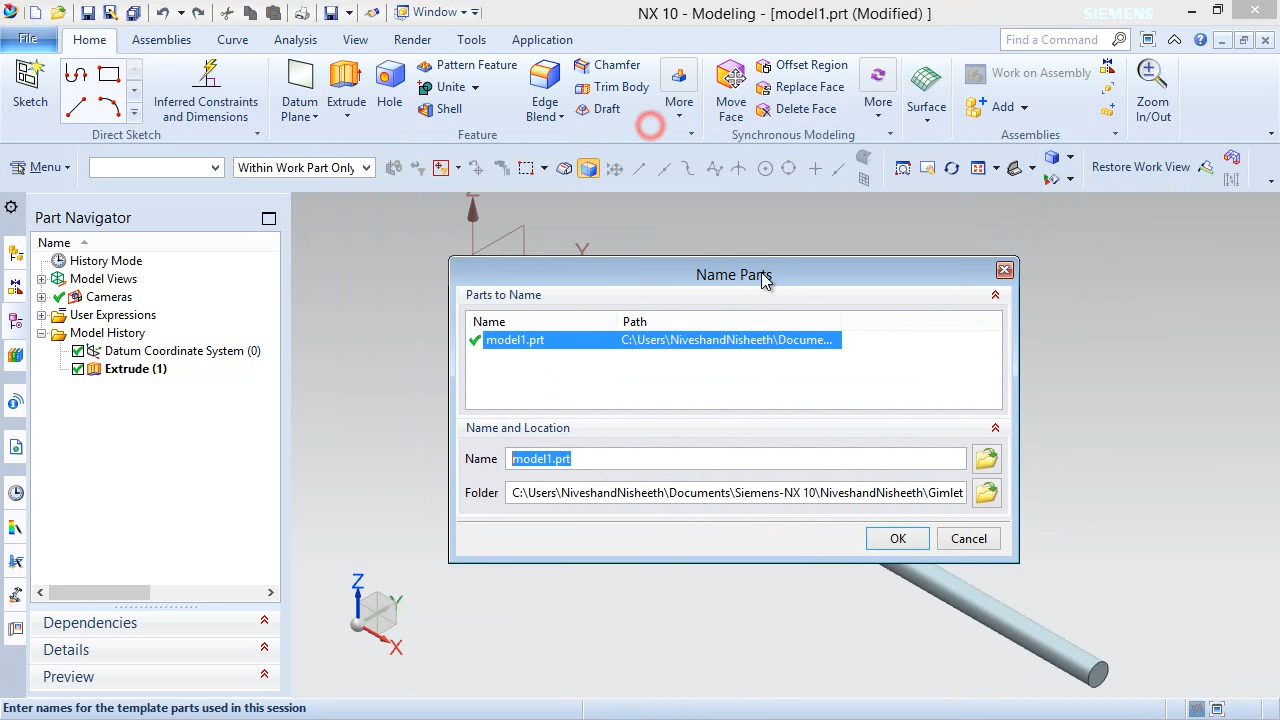 Window
NX 10 - Modeling - [model1.prt (Modified) ]
SIEMENS
File
Home
Assemblies
Curve
Analysis
View
Render
Tools
Application
Find a Command
Sketch
Direct Sketch
Inferred Constraints
and Dimensions
Datum
Plane
Extrude
Hole
Pattern Feature
Unite
Shell
Edge
Blend
Chamfer
Trim Body
Draft
More
Feature
Move
Face
Offset Region
Replace Face
Delete Face
More
Synchronous Modeling
Surface
Work on Assembly
Add
Assemblies
Zoom
In/Out
Menu
Within Work Part Only
Restore Work View
Part Navigator
Name
History Mode
Model Views
Cameras
User Expressions
Model History
Datum Coordinate System (0)
Extrude (1)
Dependencies
Details
Preview
Z
Y
Name Parts
Parts to Name
Name Path
model1.prt C:\Users\NiveshandNisheeth\Docume...
Name and Location
Name model1.prt
Folder C:\Users\NiveshandNisheeth\Documents\Siemens-NX 10\NiveshandNisheeth\Gimlet
OK Cancel
Z
Y
X
Enter names for the template parts used in this session